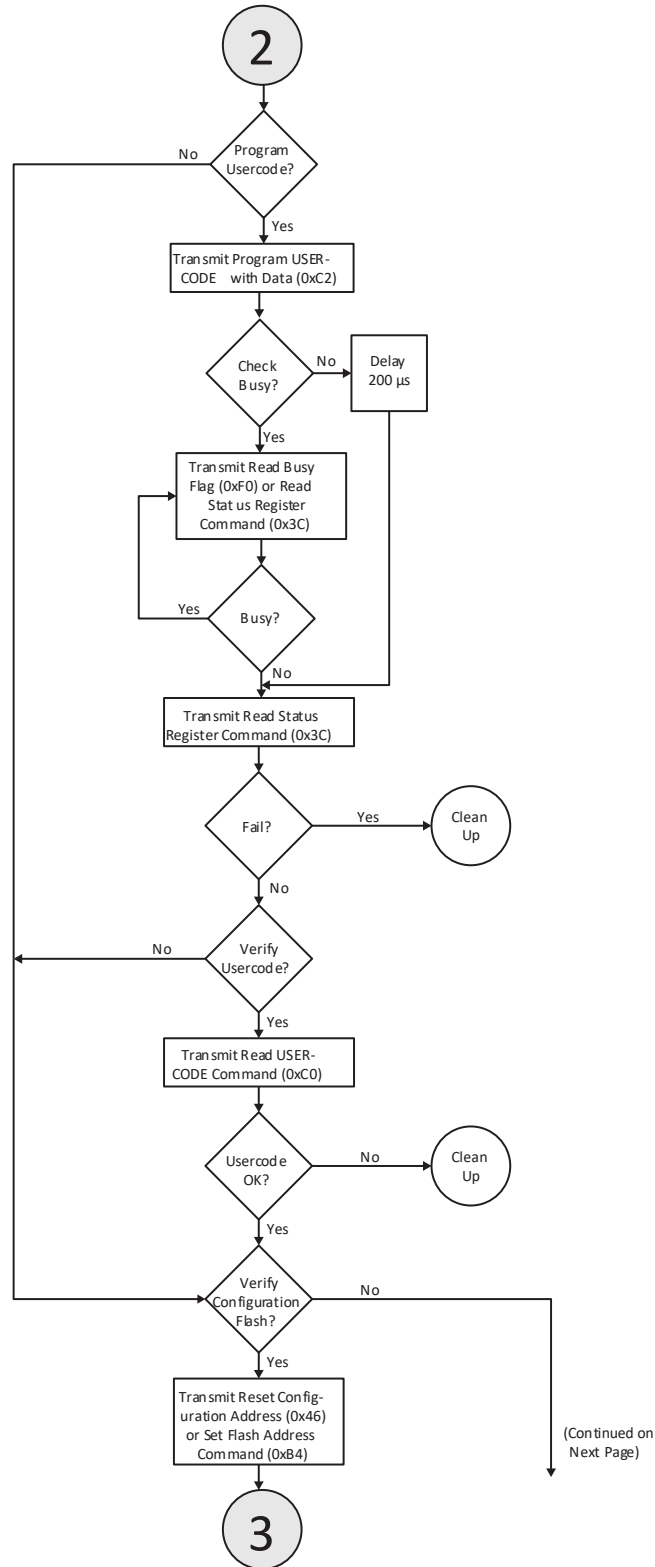 2
Program
Usercode?
No
Yes
Transmit Program USER-
CODE with Data (0xC2)
Check
Busy?
No
Delay
200 µs
Yes
Transmit Read Busy
Flag (0xF0) or Read
Status Register
Command (0x3C)
Yes
Busy?
No
Transmit Read Status
Register Command (0x3C)
Fail?
Yes
Clean
Up
No
No
Verify
Usercode?
Yes
Transmit Read USER-
CODE Command (0xC0)
Usercode
OK?
No
Clean
Up
Yes
Verify
Configuration
Flash?
No
Yes
Transmit Reset Config-
uration Address (0x46)
or Set Flash Address
Command (0xB4)
(Continued on
Next Page)
3